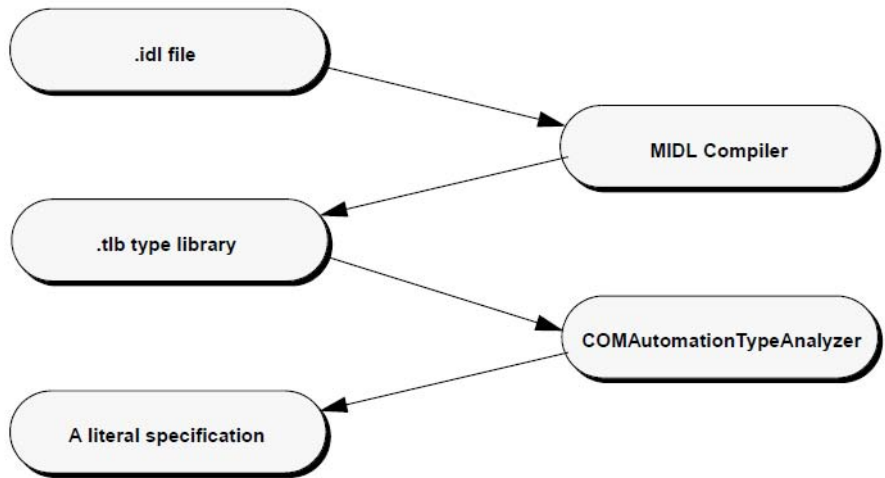 .idl file
MIDL Compiler
.tlb type library
COMAutomationTypeAnalyzer
A literal specification